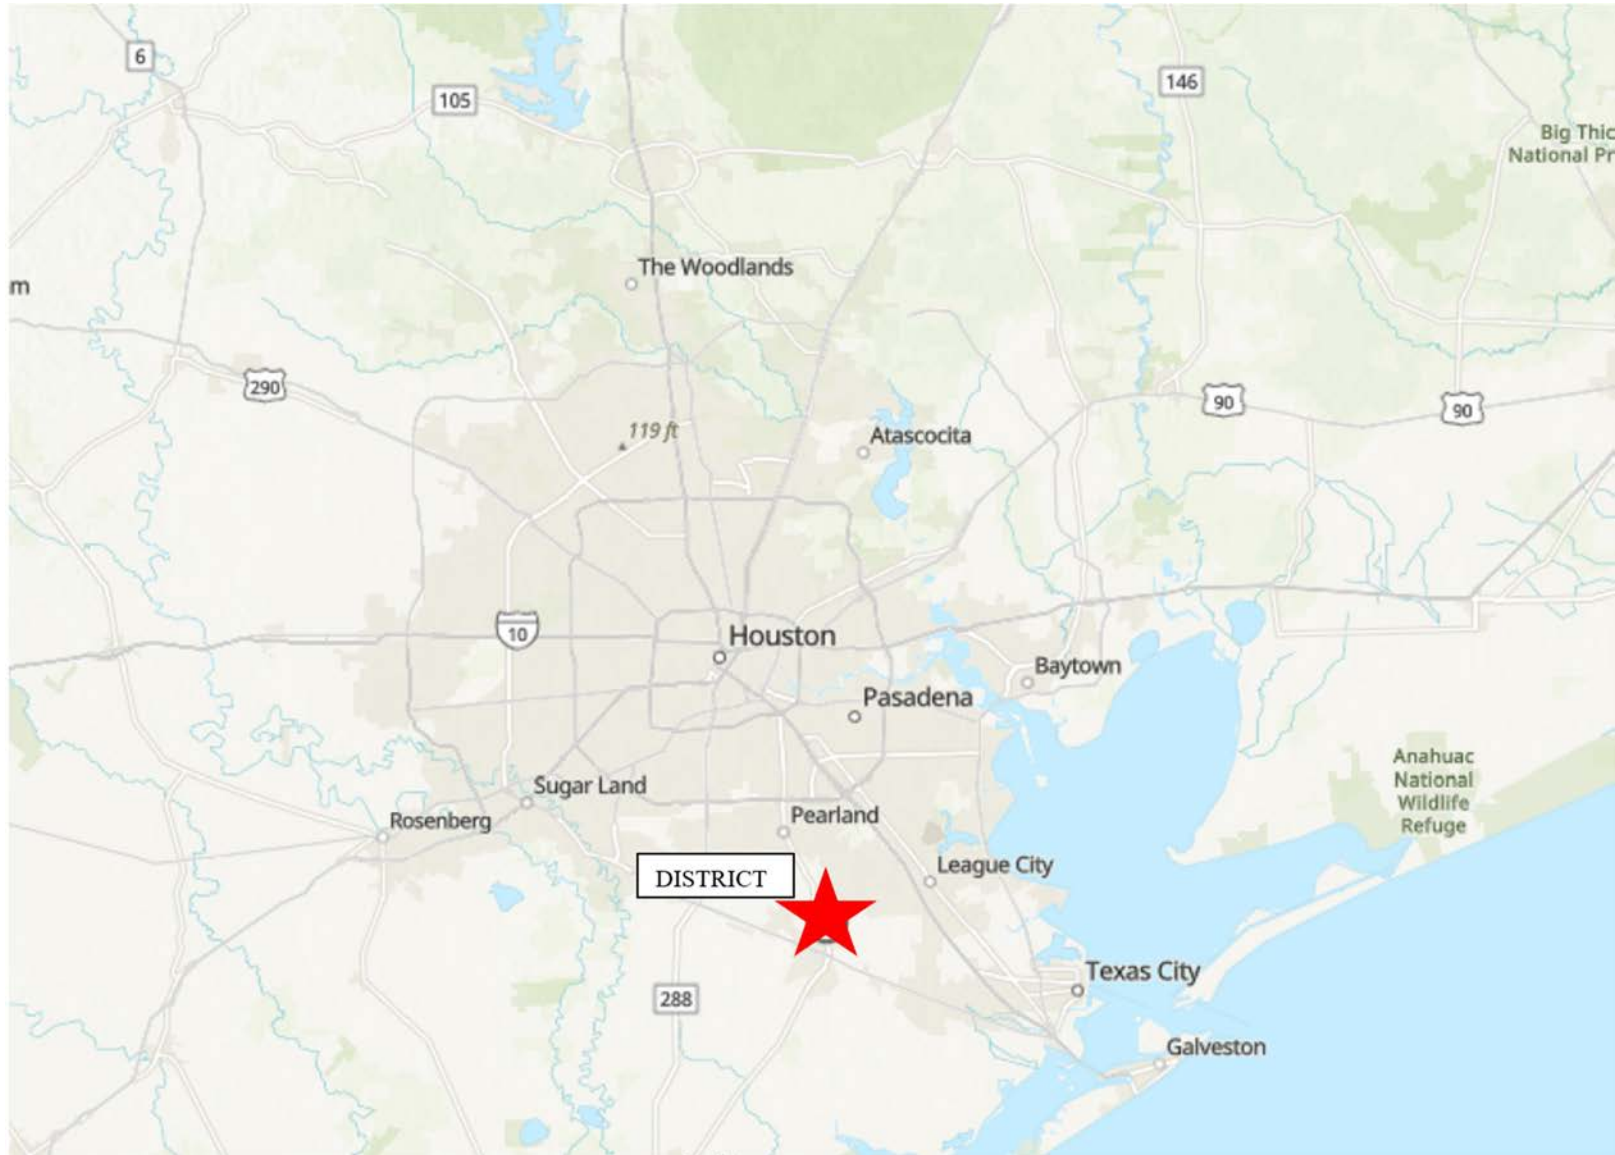 6
105
146
Big Thic
National Pr
The Woodlands
m
290
90
90
119 ft
Atascocita
10
Houston
Baytown
Pasadena
Anahuac
National
Wildlife
Refuge
Sugar Land
Pearland
Rosenberg
League City
DISTRICT
Texas City
288
Galveston